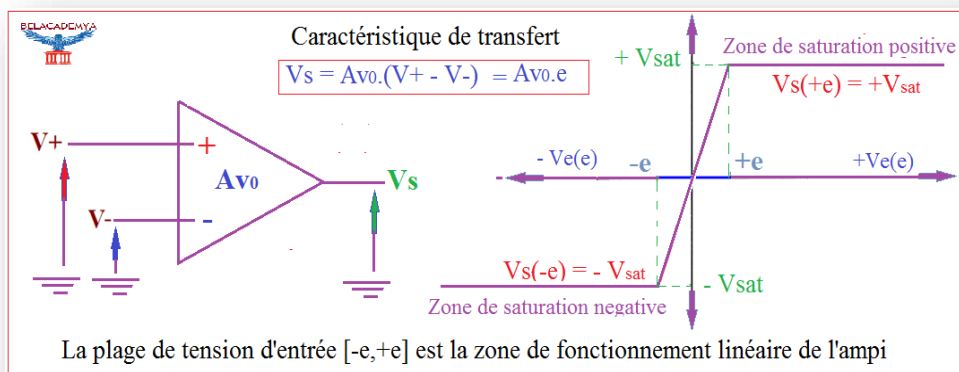 BELACADEMYA
Caractéristique de transfert
Vs = Av0.(V+ - V-) = Av0.e
V+
+
Av0
V-
-
Vs
+ Vsat
Zone de saturation positive
Vs(+e) = +Vsat
- Ve(e)
-e
+e
+Ve(e)
Vs(-e) = - Vsat
- Vsat
Zone de saturation negative
La plage de tension d'entrée [-e,+e] est la zone de fonctionnement linéaire de l'ampi